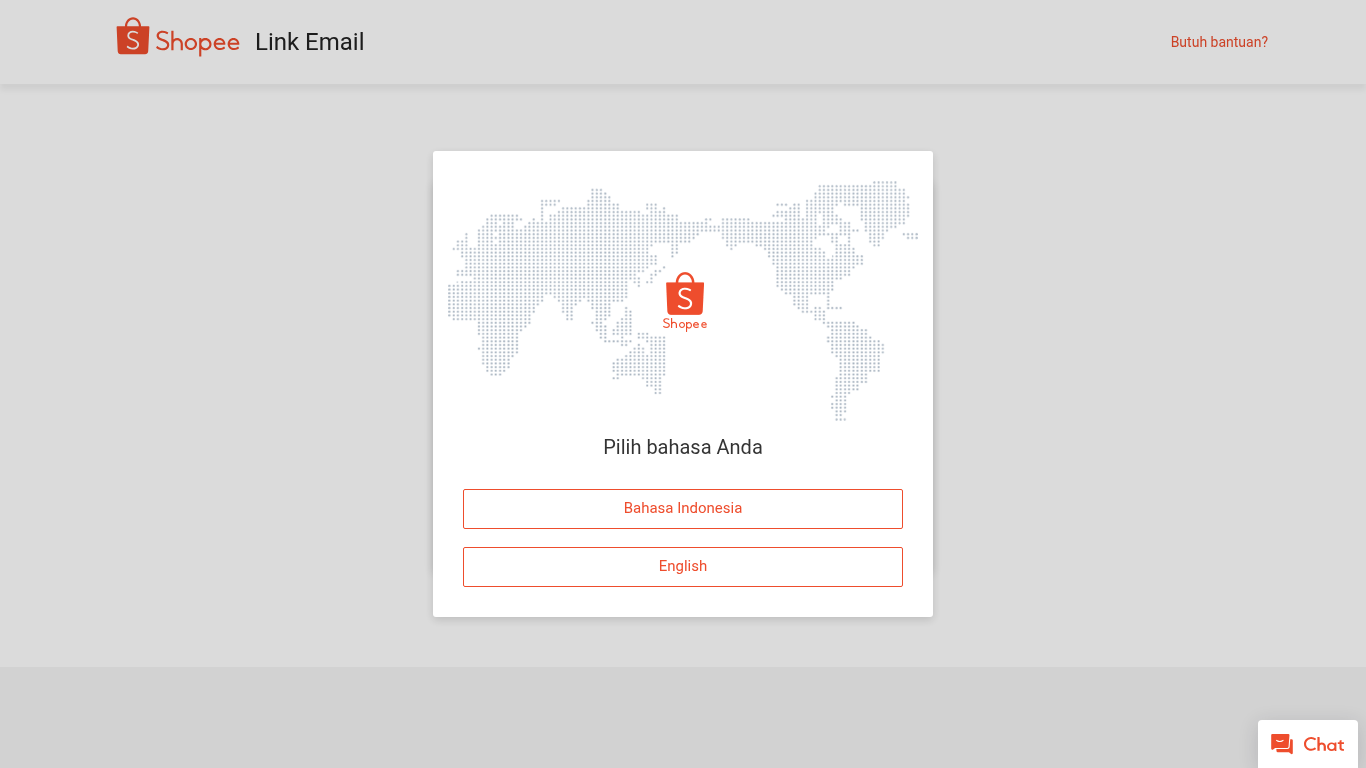 Shopee Link Email
Butuh bantuan?
Shopee
Pilih bahasa Anda
Bahasa Indonesia
English
Chat